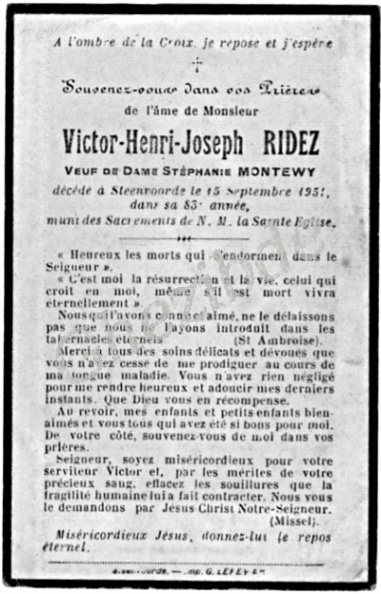 A l'ombre de la Croix, je repose et j'espère
Souvenez-vous dans vos Prières
de l'âme de Monsieur
Victor-Henri-Joseph RIDEZ
VEUF DE DAME STÉPHANIE MONTEWY
décédé à Steenvoorde le 15 Septembre 1951,
dans sa 83e année,
muni des Sacrements de N. M. la Sainte Eglise.
« Heureux les morts qui s'endorment dans le
Seigneur ».
« C'est moi la résurrection et la vie, celui qui
croit en moi, même s'il est mort vivra
éternellement ».
Nous qui l'avons connu et aimé, ne le délaissons
pas que nous ne l'ayons introduit dans les
tabernacles éternels (St Ambroise).
Merci à tous des soins délicats et dévoués que
vous n'avez cessé me prodiguer au cours de
ma longue maladie. Vous n'avez rien négligé
pour me rendre heureux et adoucir mes derniers
instants. Que Dieu vous en récompense.
Au revoir, mes enfants et petits enfants bien-
aimés et vous tous qui avez été si bons pour moi.
De votre côté, souvenez-vous de moi dans vos
prières.
Seigneur, soyez miséricordieux pour votre
serviteur Victor et, par les mérites de votre
précieux sang, effacez les souillures que la
fragilité humaine lui a fait contracter. Nous vous
le demandons par Jésus Christ Notre-Seigneur.
(Missel).
Miséricordieux Jésus, donnez-lui le repos
éternel.
Imp. G. LEFEVER